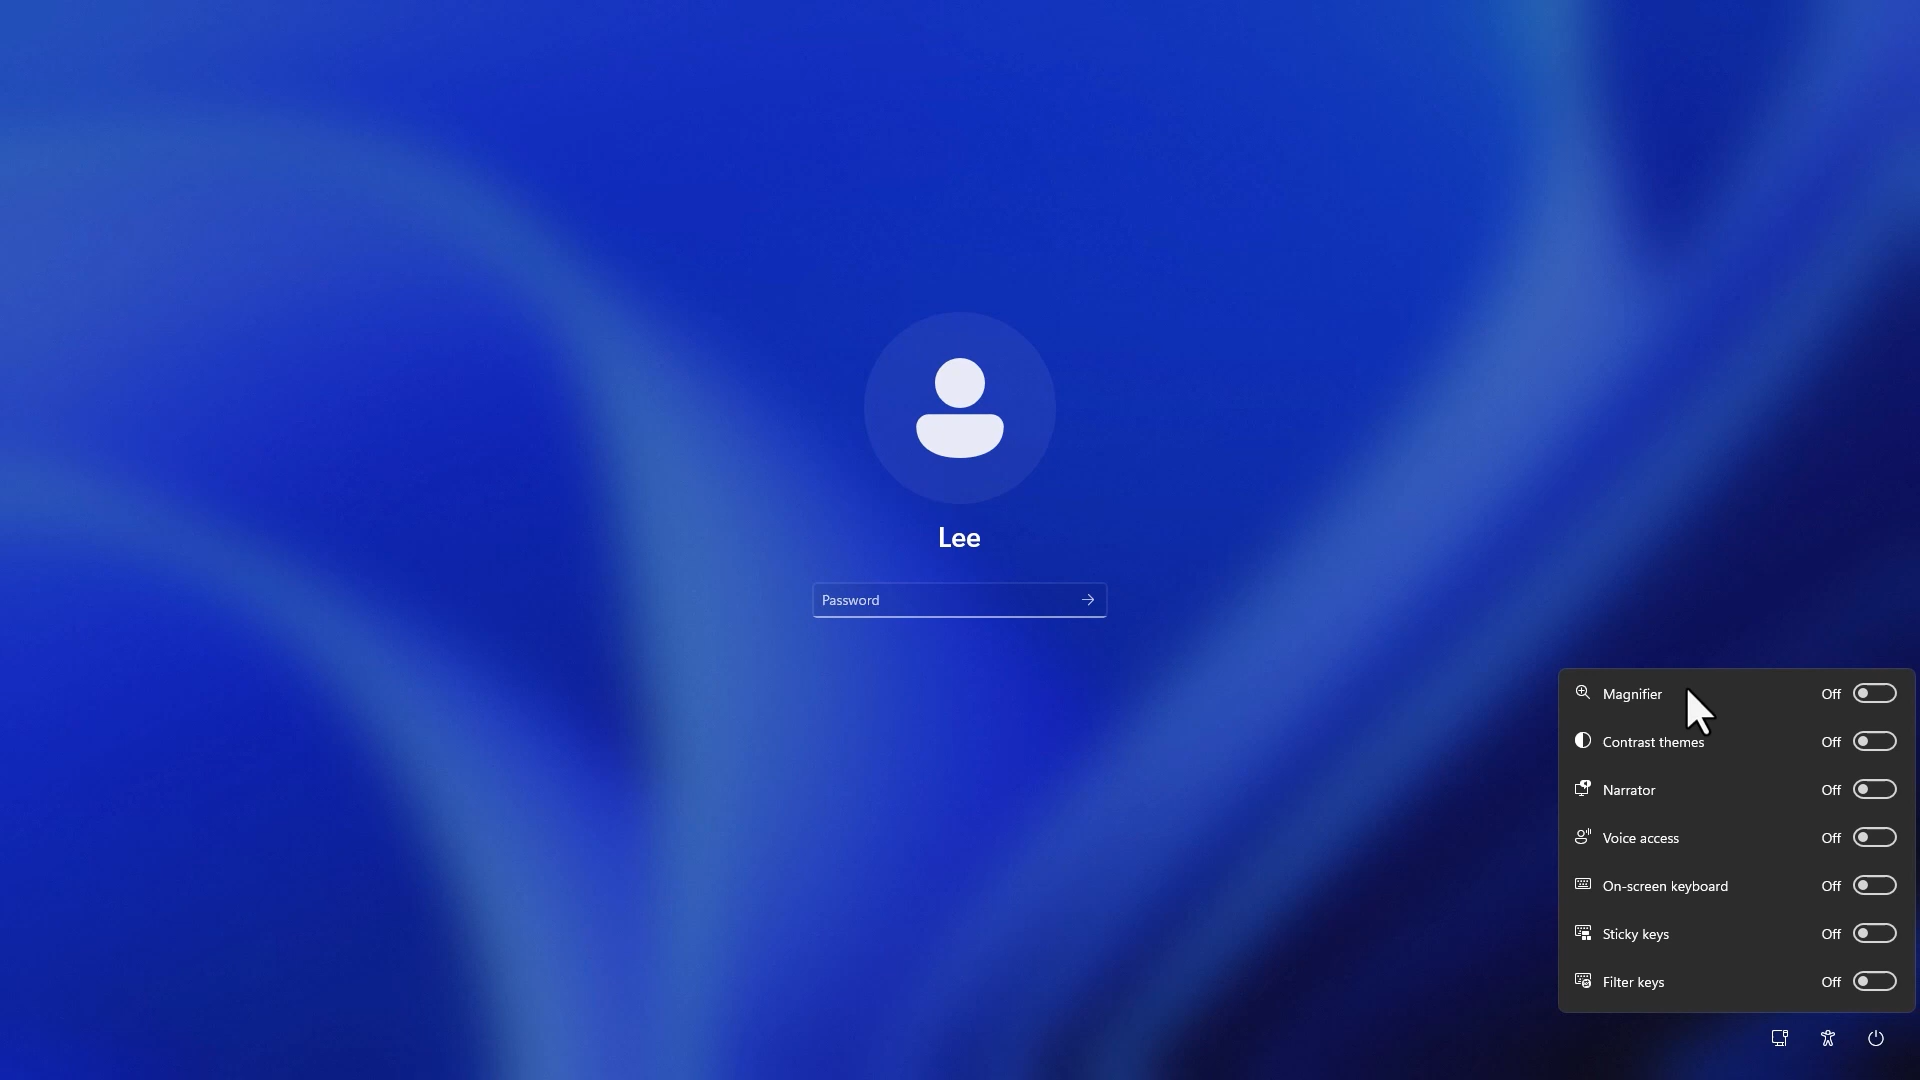 Lee
Password
Magnifier Off
Contrast themes Off
Narrator Off
Voice access Off
On-screen keyboard Off
Sticky keys Off
Filter keys Off